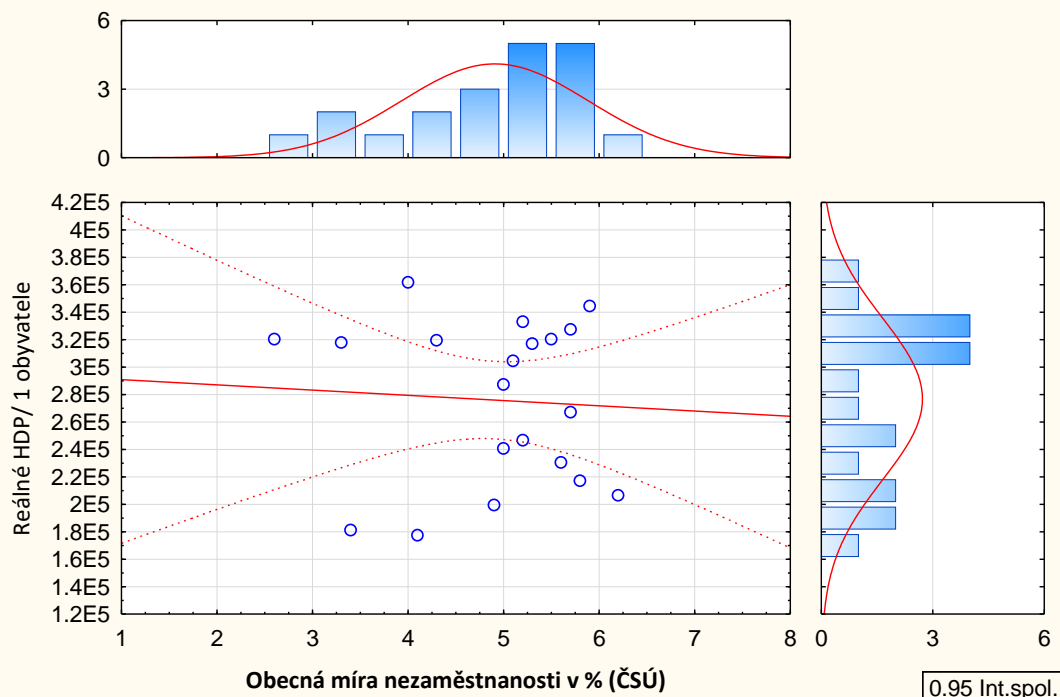 6
3
0
4.2E5
4E5
3.8E5
3.6E5
3.4E5
3.2E5
3E5
2.8E5
2.6E5
2.4E5
2.2E5
2E5
1.8E5
1.6E5
1.4E5
1.2E5
Reálné HDP/ 1 obyvatele
1 2 3 4 5 6 7 8
0 3 6
Obecná míra nezaměstnanosti v % (ČSÚ)
0.95 Int.spol.